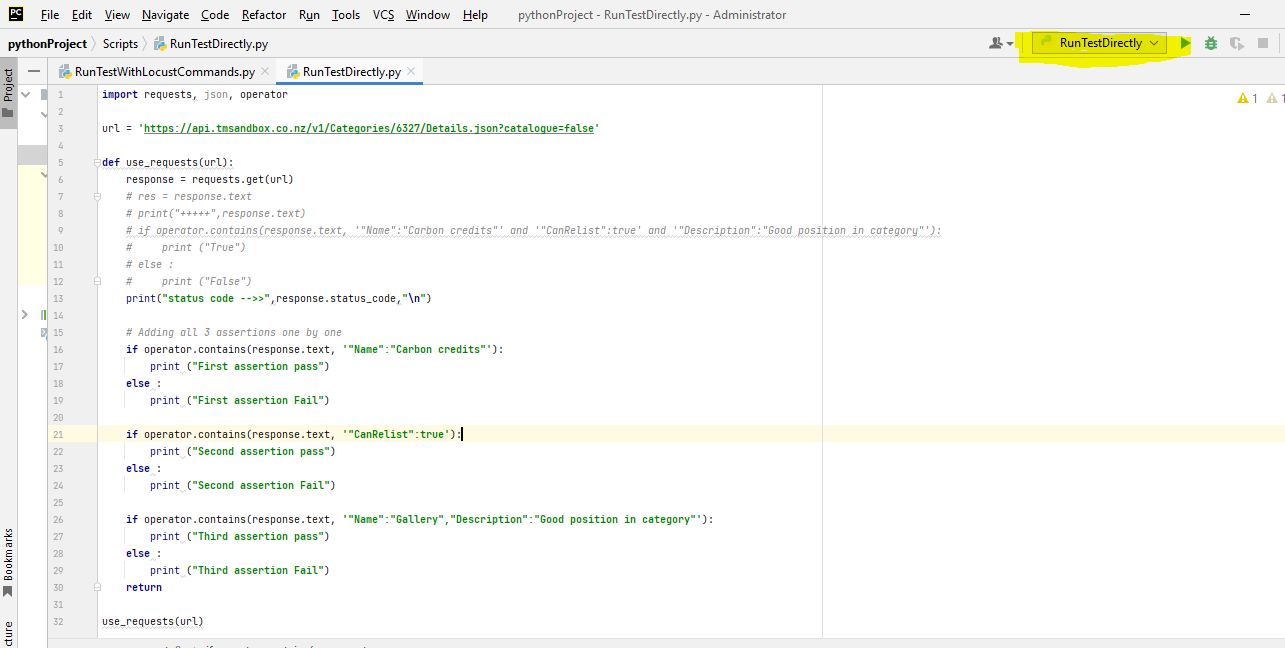 PC File Edit View Navigate Code Refactor Run Tools VCS Window Help pythonProject - RunTestDirectly.py - Administrator
pythonProject Scripts RunTestDirectly.py RunTestDirectly
Project
RunTestWithLocustCommands.py RunTestDirectly.py
1 import requests, json, operator
1 1
2
3 url = 'https://api.tmsandbox.co.nz/v1/Categories/6327/Details.json?catalogue=false'
4
5 def use_requests(url):
6 response = requests.get(url)
7 # res = response.text
8 # print("+++++",response.text)
9 # if operator.contains(response.text, '"Name":"Carbon credits"' and '"CanRelist":true' and '"Description":"Good position in category"'):
10 # print ("True")
11 # else :
12 # print ("False")
13 print("status code -->>",response.status_code,"\n")
14
15 # Adding all 3 assertions one by one
16 if operator.contains(response.text, '"Name":"Carbon credits"'):
17 print ("First assertion pass")
18 else :
19 print ("First assertion Fail")
20
21 if operator.contains(response.text, '"CanRelist":true'):
22 print ("Second assertion pass")
23 else :
24 print ("Second assertion Fail")
25
26 if operator.contains(response.text, '"Name":"Gallery","Description":"Good position in category"'):
27 print ("Third assertion pass")
28 else :
29 print ("Third assertion Fail")
30 return
31
32 use_requests(url)
Bookmarks
cture